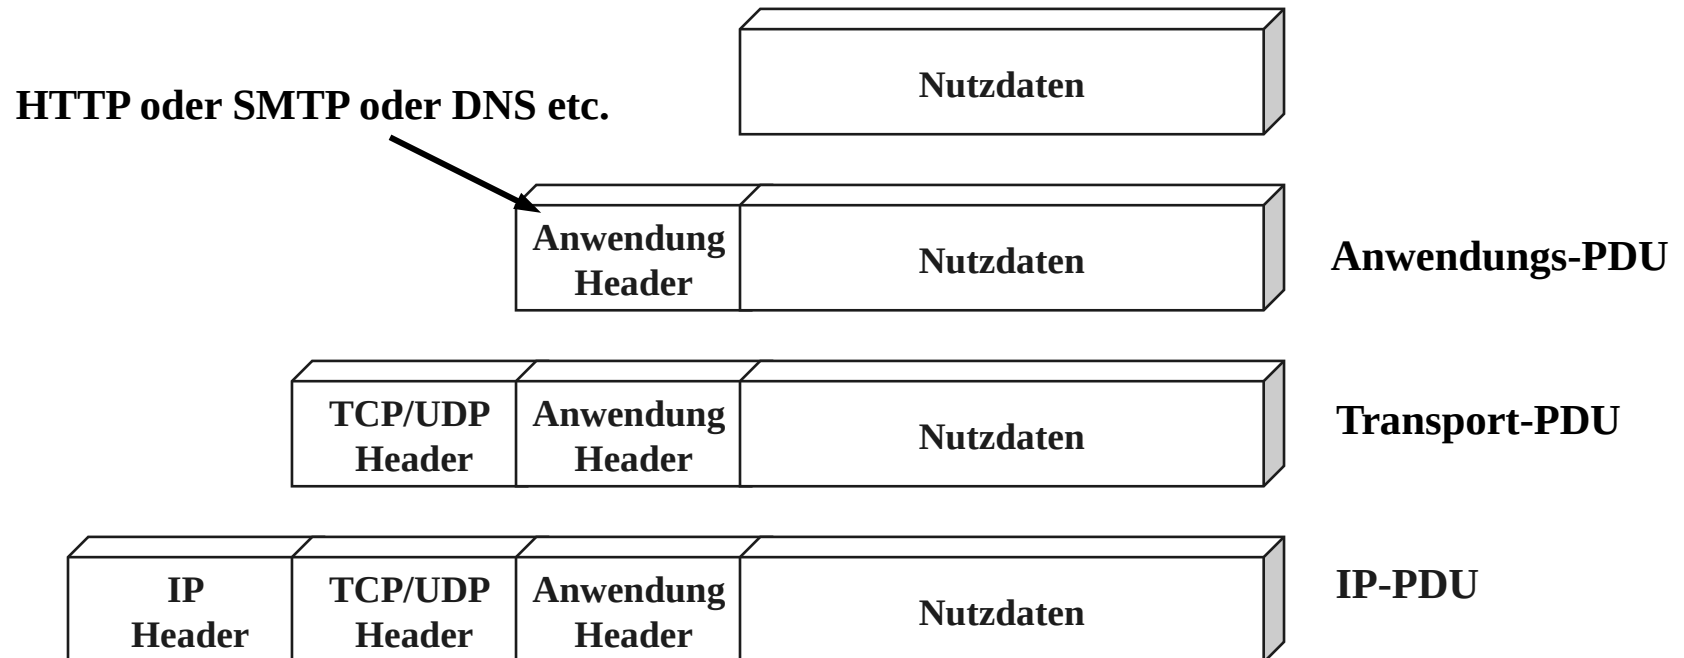 Nutzdaten
HTTP oder SMTP oder DNS etc.
Anwendung
Header
Nutzdaten
Anwendungs-PDU
TCP/UDP
Header
Anwendung
Header
Nutzdaten
Transport-PDU
IP
Header
TCP/UDP
Header
Anwendung
Header
Nutzdaten
IP-PDU